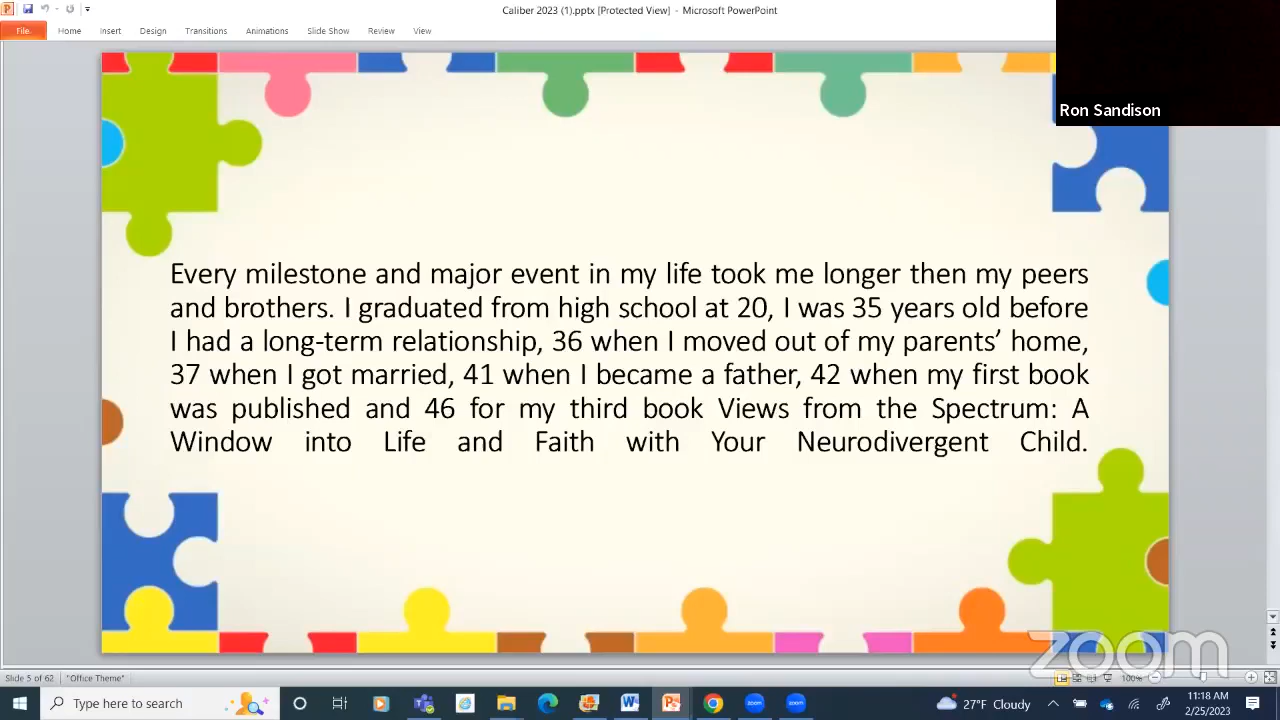 Caliber 2023 (1).pptx [Protected View] - Microsoft PowerPoint
File Home Insert Design Transitions Animations Slide Show Review View
Ron Sandison
Every milestone and major event in my life took me longer then my peers
and brothers. I graduated from high school at 20, I was 35 years old before
I had a long-term relationship, 36 when I moved out of my parents’ home,
37 when I got married, 41 when I became a father, 42 when my first book
was published and 46 for my third book Views from the Spectrum: A
Window into Life and Faith with Your Neurodivergent Child.
zoom
Slide 5 of 62 "Office Theme" 100%
Type here to search 27°F Cloudy 11:18 AM
2/25/2023